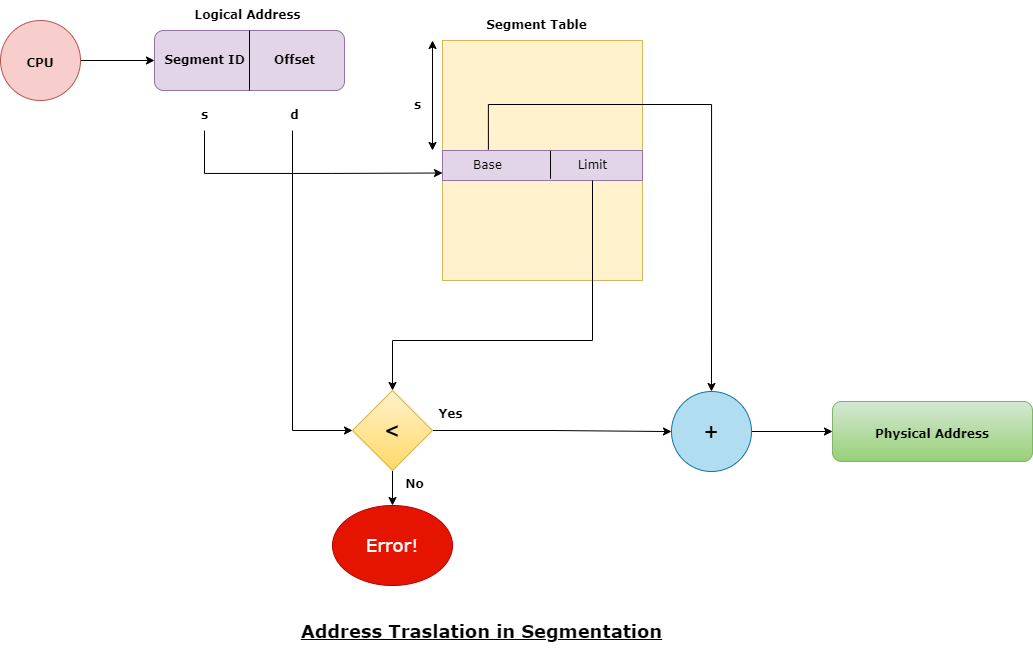 Logical Address
Segment Table
CPU
Segment ID
Offset
s
s
d
Base
Limit
Yes
<
+
Physical Address
No
Error!
Address Traslation in Segmentation